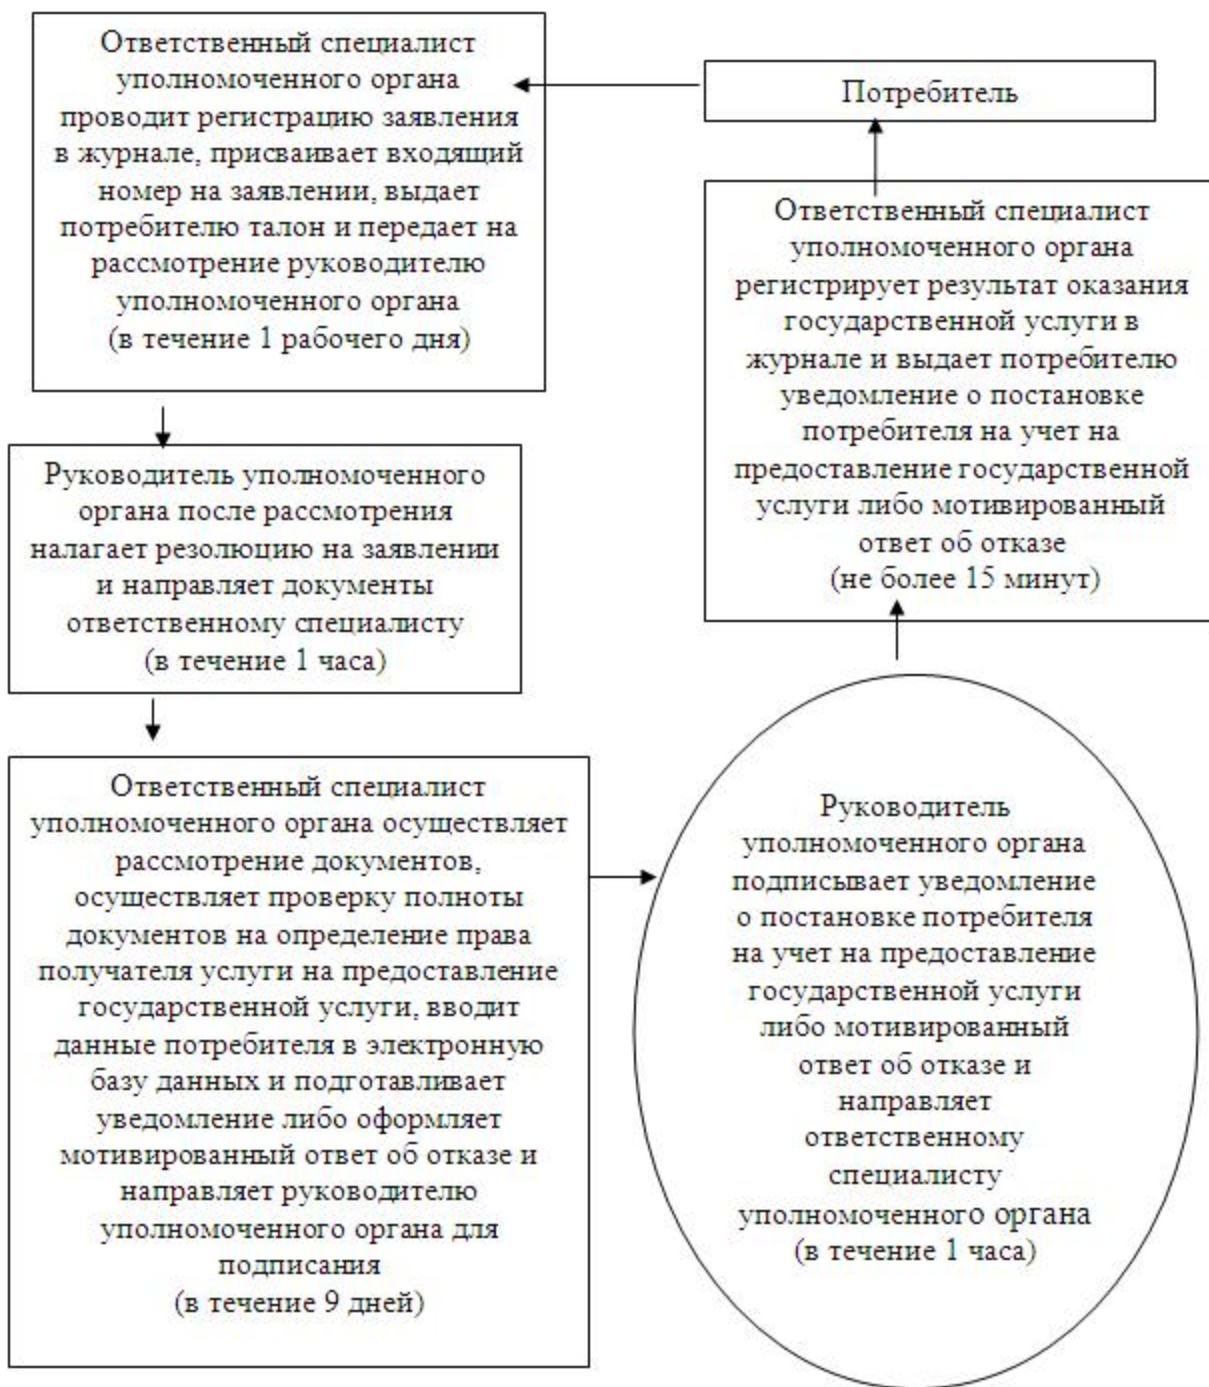 Ответственный специалист
уполномоченного органа
проводит регистрацию заявления
в журнале, присваивает входящий
номер на заявлении, выдает
потребителю талон и передает на
рассмотрение руководителю
уполномоченного органа
(в течение 1 рабочего дня)
Потребитель
Руководитель уполномоченного
органа после рассмотрения
налагает резолюцию на заявлении
и направляет документы
ответственному специалисту
(в течение 1 часа)
Ответственный специалист
уполномоченного органа осуществляет
рассмотрение документов,
осуществляет проверку полноты
документов на определение права
получателя услуги на предоставление
государственной услуги, вводит
данные потребителя в электронную
базу данных и подготавливает
уведомление либо оформляет
мотивированный ответ об отказе и
направляет руководителю
уполномоченного органа для
подписания
(в течение 9 дней)
Руководитель
уполномоченного органа
подписывает уведомление
о постановке потребителя
на учет на предоставление
государственной услуги
либо мотивированный
ответ об отказе и
направляет
ответственному
специалисту
уполномоченного органа
(в течение 1 часа)
Ответственный специалист
уполномоченного органа
регистрирует результат оказания
государственной услуги в
журнале и выдает потребителю
уведомление о постановке
потребителя на учет на
предоставление государственной
услуги либо мотивированный
ответ об отказе
(не более 15 минут)